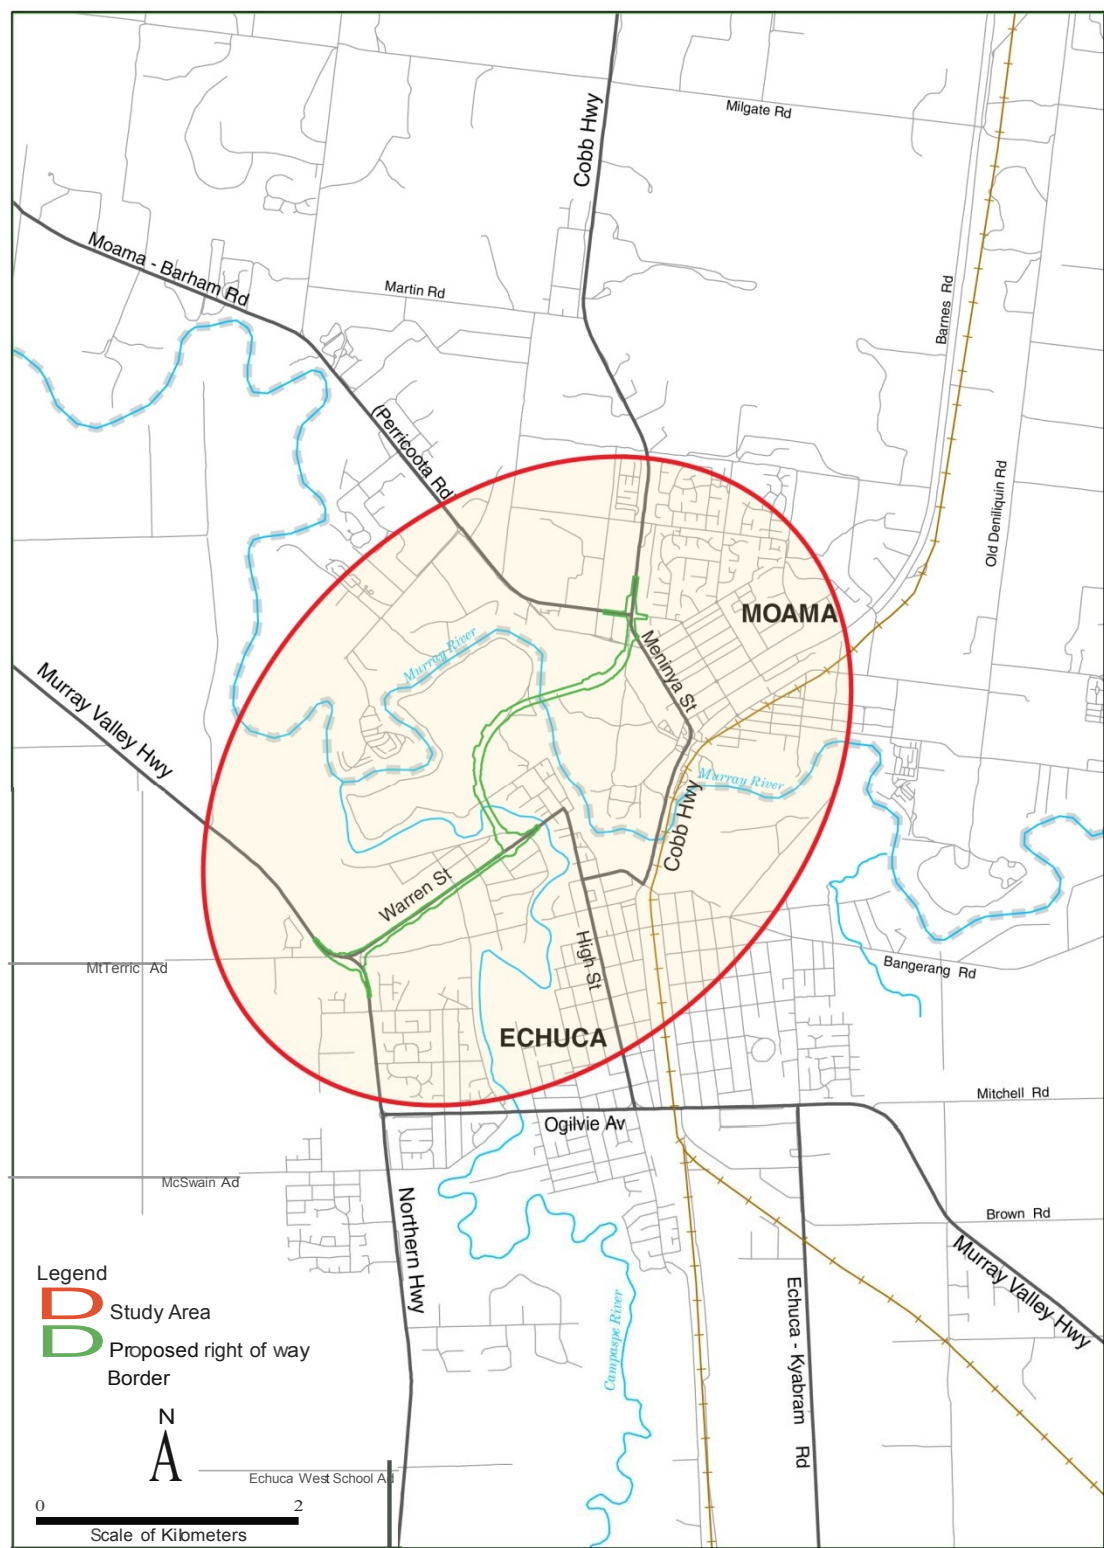 Milgate Rd
Cobb Hwy
Moama - Barham Rd
Martin Rd
Barnes Rd
(Perricoota Rd)
Old Deniliquin Rd
MOAMA
Murray River
Meninya St
Murray Valley Hwy
Murray River
Cobb Hwy
Warren St
High St
MtTerric Ad
Bangerang Rd
ECHUCA
Mitchell Rd
Ogilvie Av
McSwain Ad
Northern Hwy
Brown Rd
Murray Valley Hwy
Campaspe River
Echuca - Kyabram Rd
Legend
Study Area
Proposed right of way
Border
N
Echuca West School Ad
0 2
Scale of Kilometers